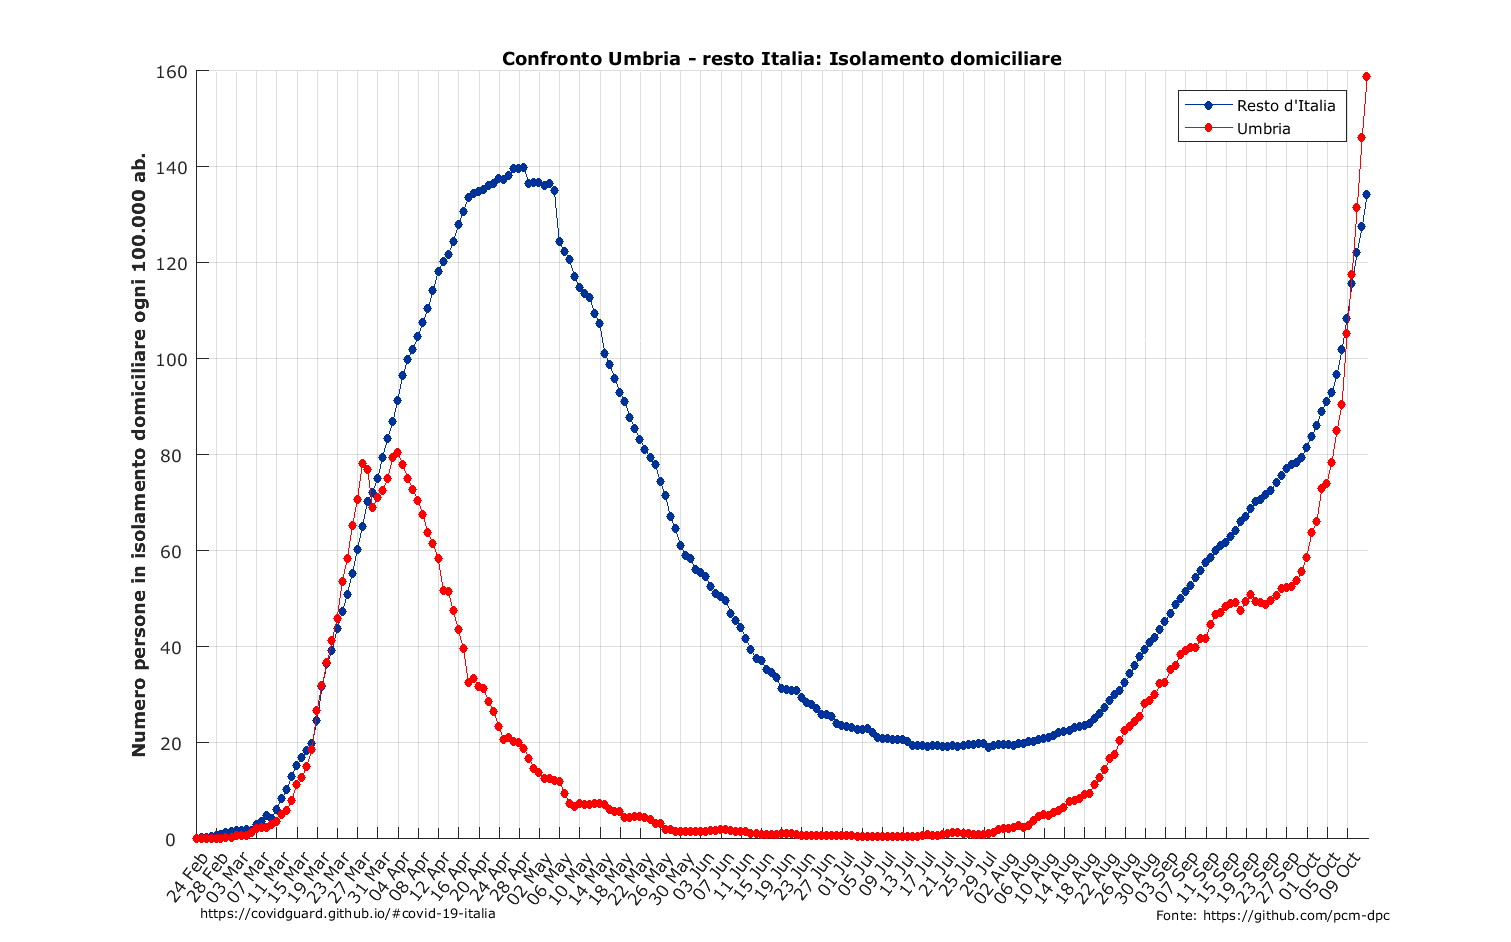 Confronto Umbria - resto Italia: Isolamento domiciliare
Numero persone in isolamento domiciliare ogni 100.000 ab.
160
140
120
100
80
60
40
20
0
Resto d'Italia
Umbria
24 Feb
28 Feb
03 Mar
07 Mar
11 Mar
15 Mar
19 Mar
23 Mar
27 Mar
31 Mar
04 Apr
08 Apr
12 Apr
16 Apr
20 Apr
24 Apr
28 Apr
02 May
06 May
10 May
14 May
18 May
22 May
26 May
30 May
03 Jun
07 Jun
11 Jun
15 Jun
19 Jun
23 Jun
27 Jun
01 Jul
05 Jul
09 Jul
13 Jul
17 Jul
21 Jul
25 Jul
29 Jul
02 Aug
06 Aug
10 Aug
14 Aug
18 Aug
22 Aug
26 Aug
30 Aug
03 Sep
07 Sep
11 Sep
15 Sep
19 Sep
23 Sep
27 Sep
01 Oct
05 Oct
09 Oct
https://covidguard.github.io/#covid-19-italia
Fonte: https://github.com/pcm-dpc